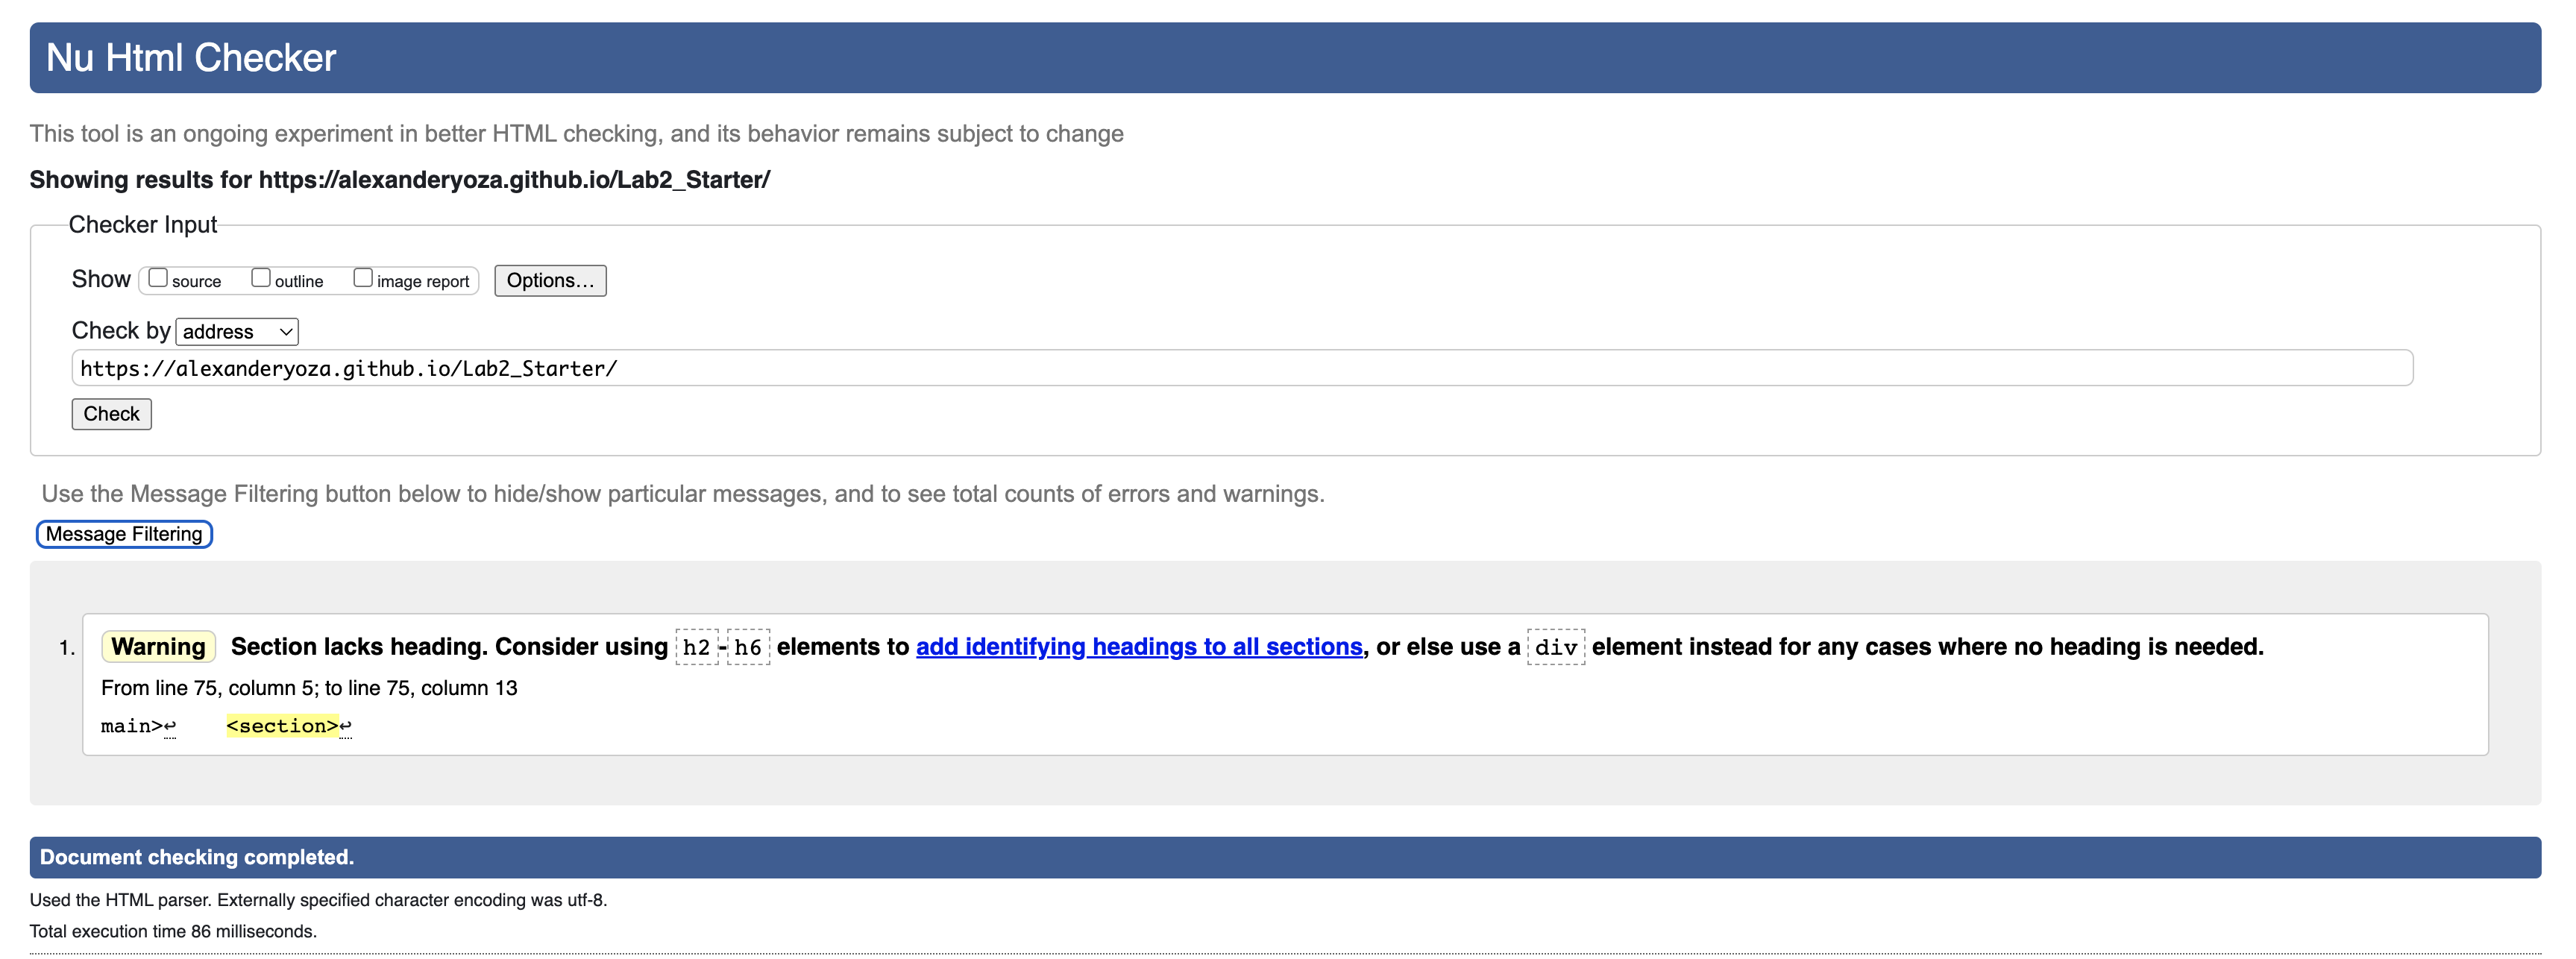 Nu Html Checker
This tool is an ongoing experiment in better HTML checking, and its behavior remains subject to change
Showing results for https://alexanderyoza.github.io/Lab2_Starter/
Checker Input
Show source outline image report Options…
Check by address
https://alexanderyoza.github.io/Lab2_Starter/
Check
Use the Message Filtering button below to hide/show particular messages, and to see total counts of errors and warnings.
Message Filtering
1. Warning Section lacks heading. Consider using h2-h6 elements to add identifying headings to all sections, or else use a div element instead for any cases where no heading is needed.
From line 75, column 5; to line 75, column 13
main>↩ <section>↩
Document checking completed.
Used the HTML parser. Externally specified character encoding was utf-8.
Total execution time 86 milliseconds.